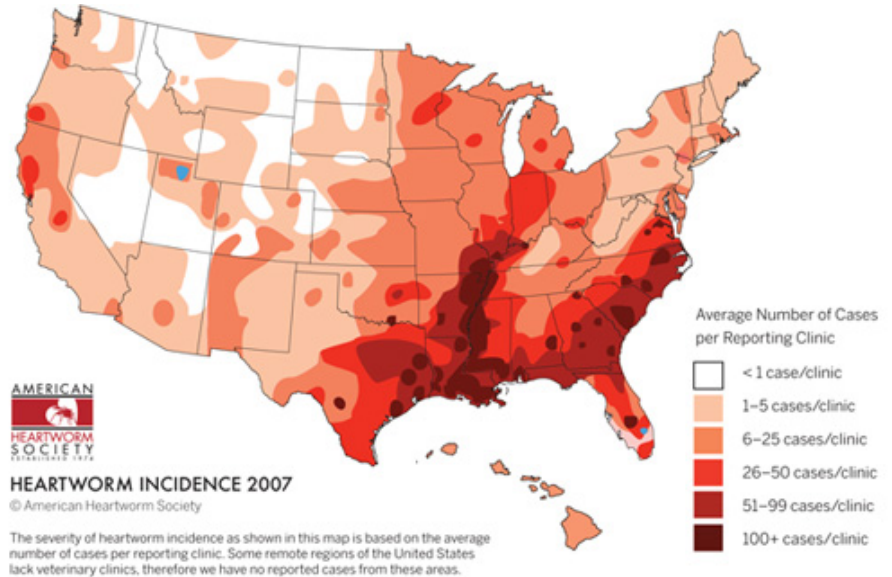 Average Number of Cases
per Reporting Clinic
< 1 case/clinic
1–5 cases/clinic
6–25 cases/clinic
26–50 cases/clinic
51–99 cases/clinic
100+ cases/clinic
AMERICAN
HEARTWORM
SOCIETY
ESTABLISHED 1974
HEARTWORM INCIDENCE 2007
© American Heartworm Society
The severity of heartworm incidence as shown in this map is based on the average
number of cases per reporting clinic. Some remote regions of the United States
lack veterinary clinics, therefore we have no reported cases from these areas.